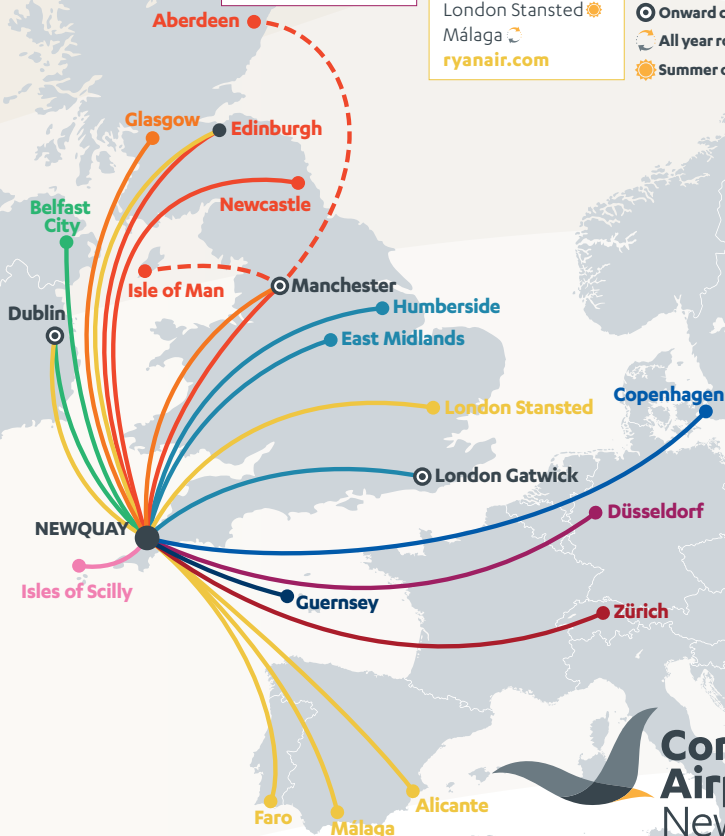 London Stansted
Málaga
ryanair.com
All year
Summer
Aberdeen
Glasgow
Edinburgh
Newcastle
Belfast
City
Isle of Man
Manchester
Dublin
Humberside
East Midlands
Copenhagen
London Stansted
London Gatwick
Düsseldorf
NEWQUAY
Isles of Scilly
Guernsey
Zürich
Faro
Málaga
Alicante
Onward